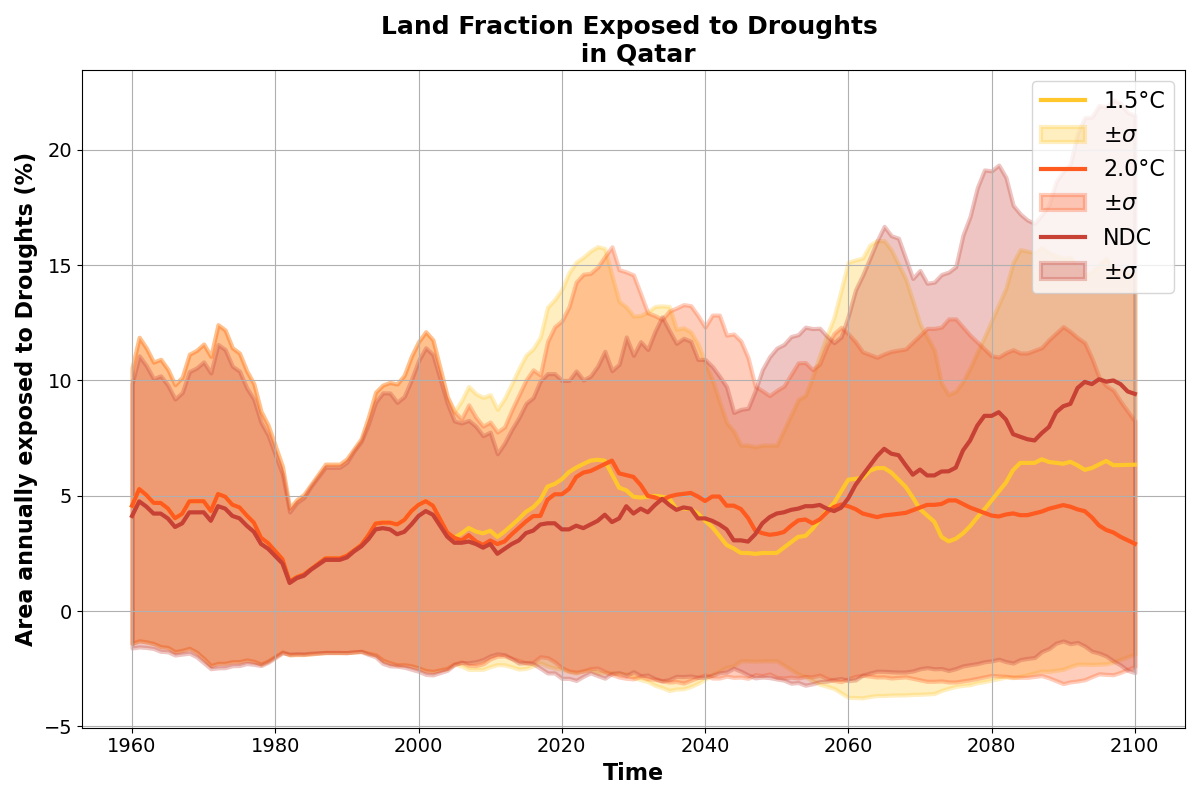 Land Fraction Exposed to Droughts
in Qatar
1.5°C
±σ
2.0°C
±σ
NDC
±σ
Area annually exposed to Droughts (%)
20
15
10
5
0
−5
1960 1980 2000 2020 2040 2060 2080 2100
Time